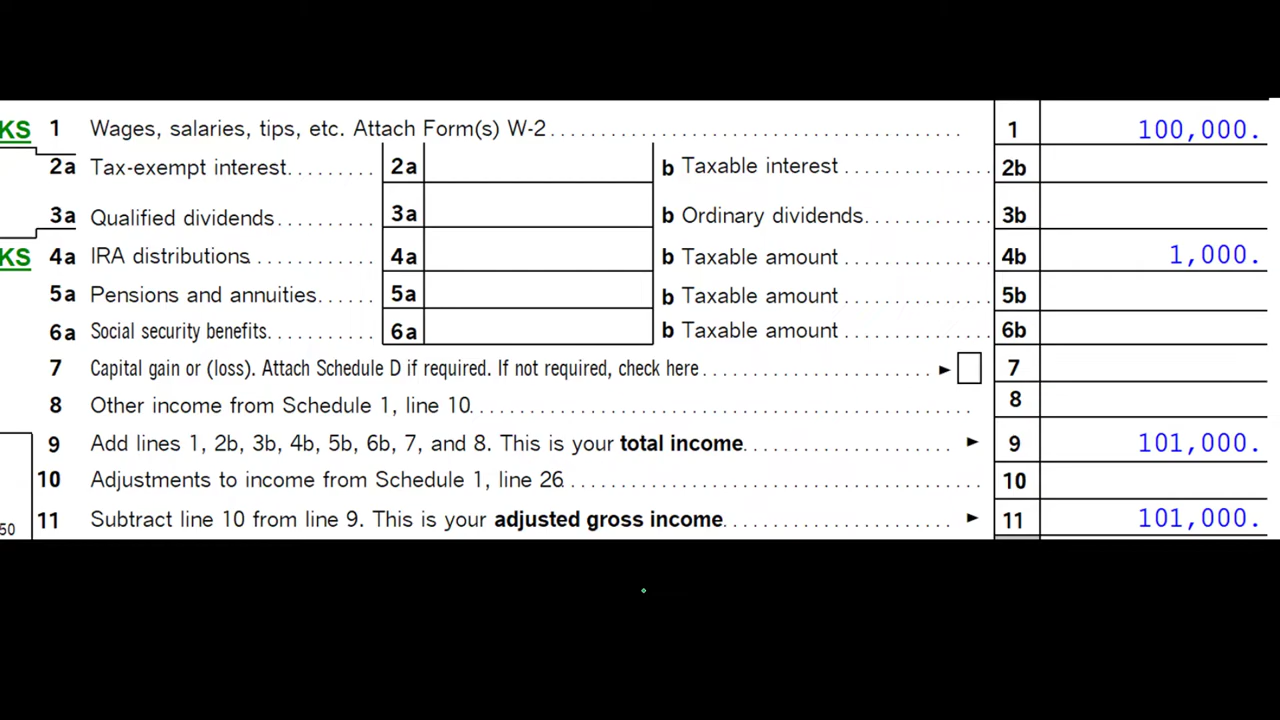 KS 1 Wages, salaries, tips, etc. Attach Form(s) W-2 1 100,000.
2a Tax-exempt interest 2a b Taxable interest 2b
3a Qualified dividends 3a b Ordinary dividends 3b
KS 4a IRA distributions 4a b Taxable amount 4b 1,000.
5a Pensions and annuities 5a b Taxable amount 5b
6a Social security benefits 6a b Taxable amount 6b
7 Capital gain or (loss). Attach Schedule D if required. If not required, check here ► 7
8 Other income from Schedule 1, line 10 8
9 Add lines 1, 2b, 3b, 4b, 5b, 6b, 7, and 8. This is your total income ► 9 101,000.
10 Adjustments to income from Schedule 1, line 26 10
50 11 Subtract line 10 from line 9. This is your adjusted gross income ► 11 101,000.